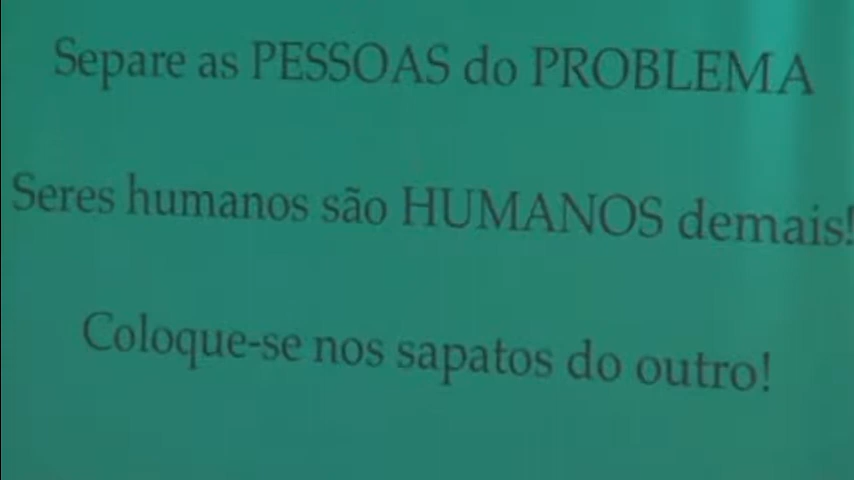 Separe as PESSOAS do PROBLEMA
Seres humanos são HUMANOS demais!
Coloque-se nos sapatos do outro!